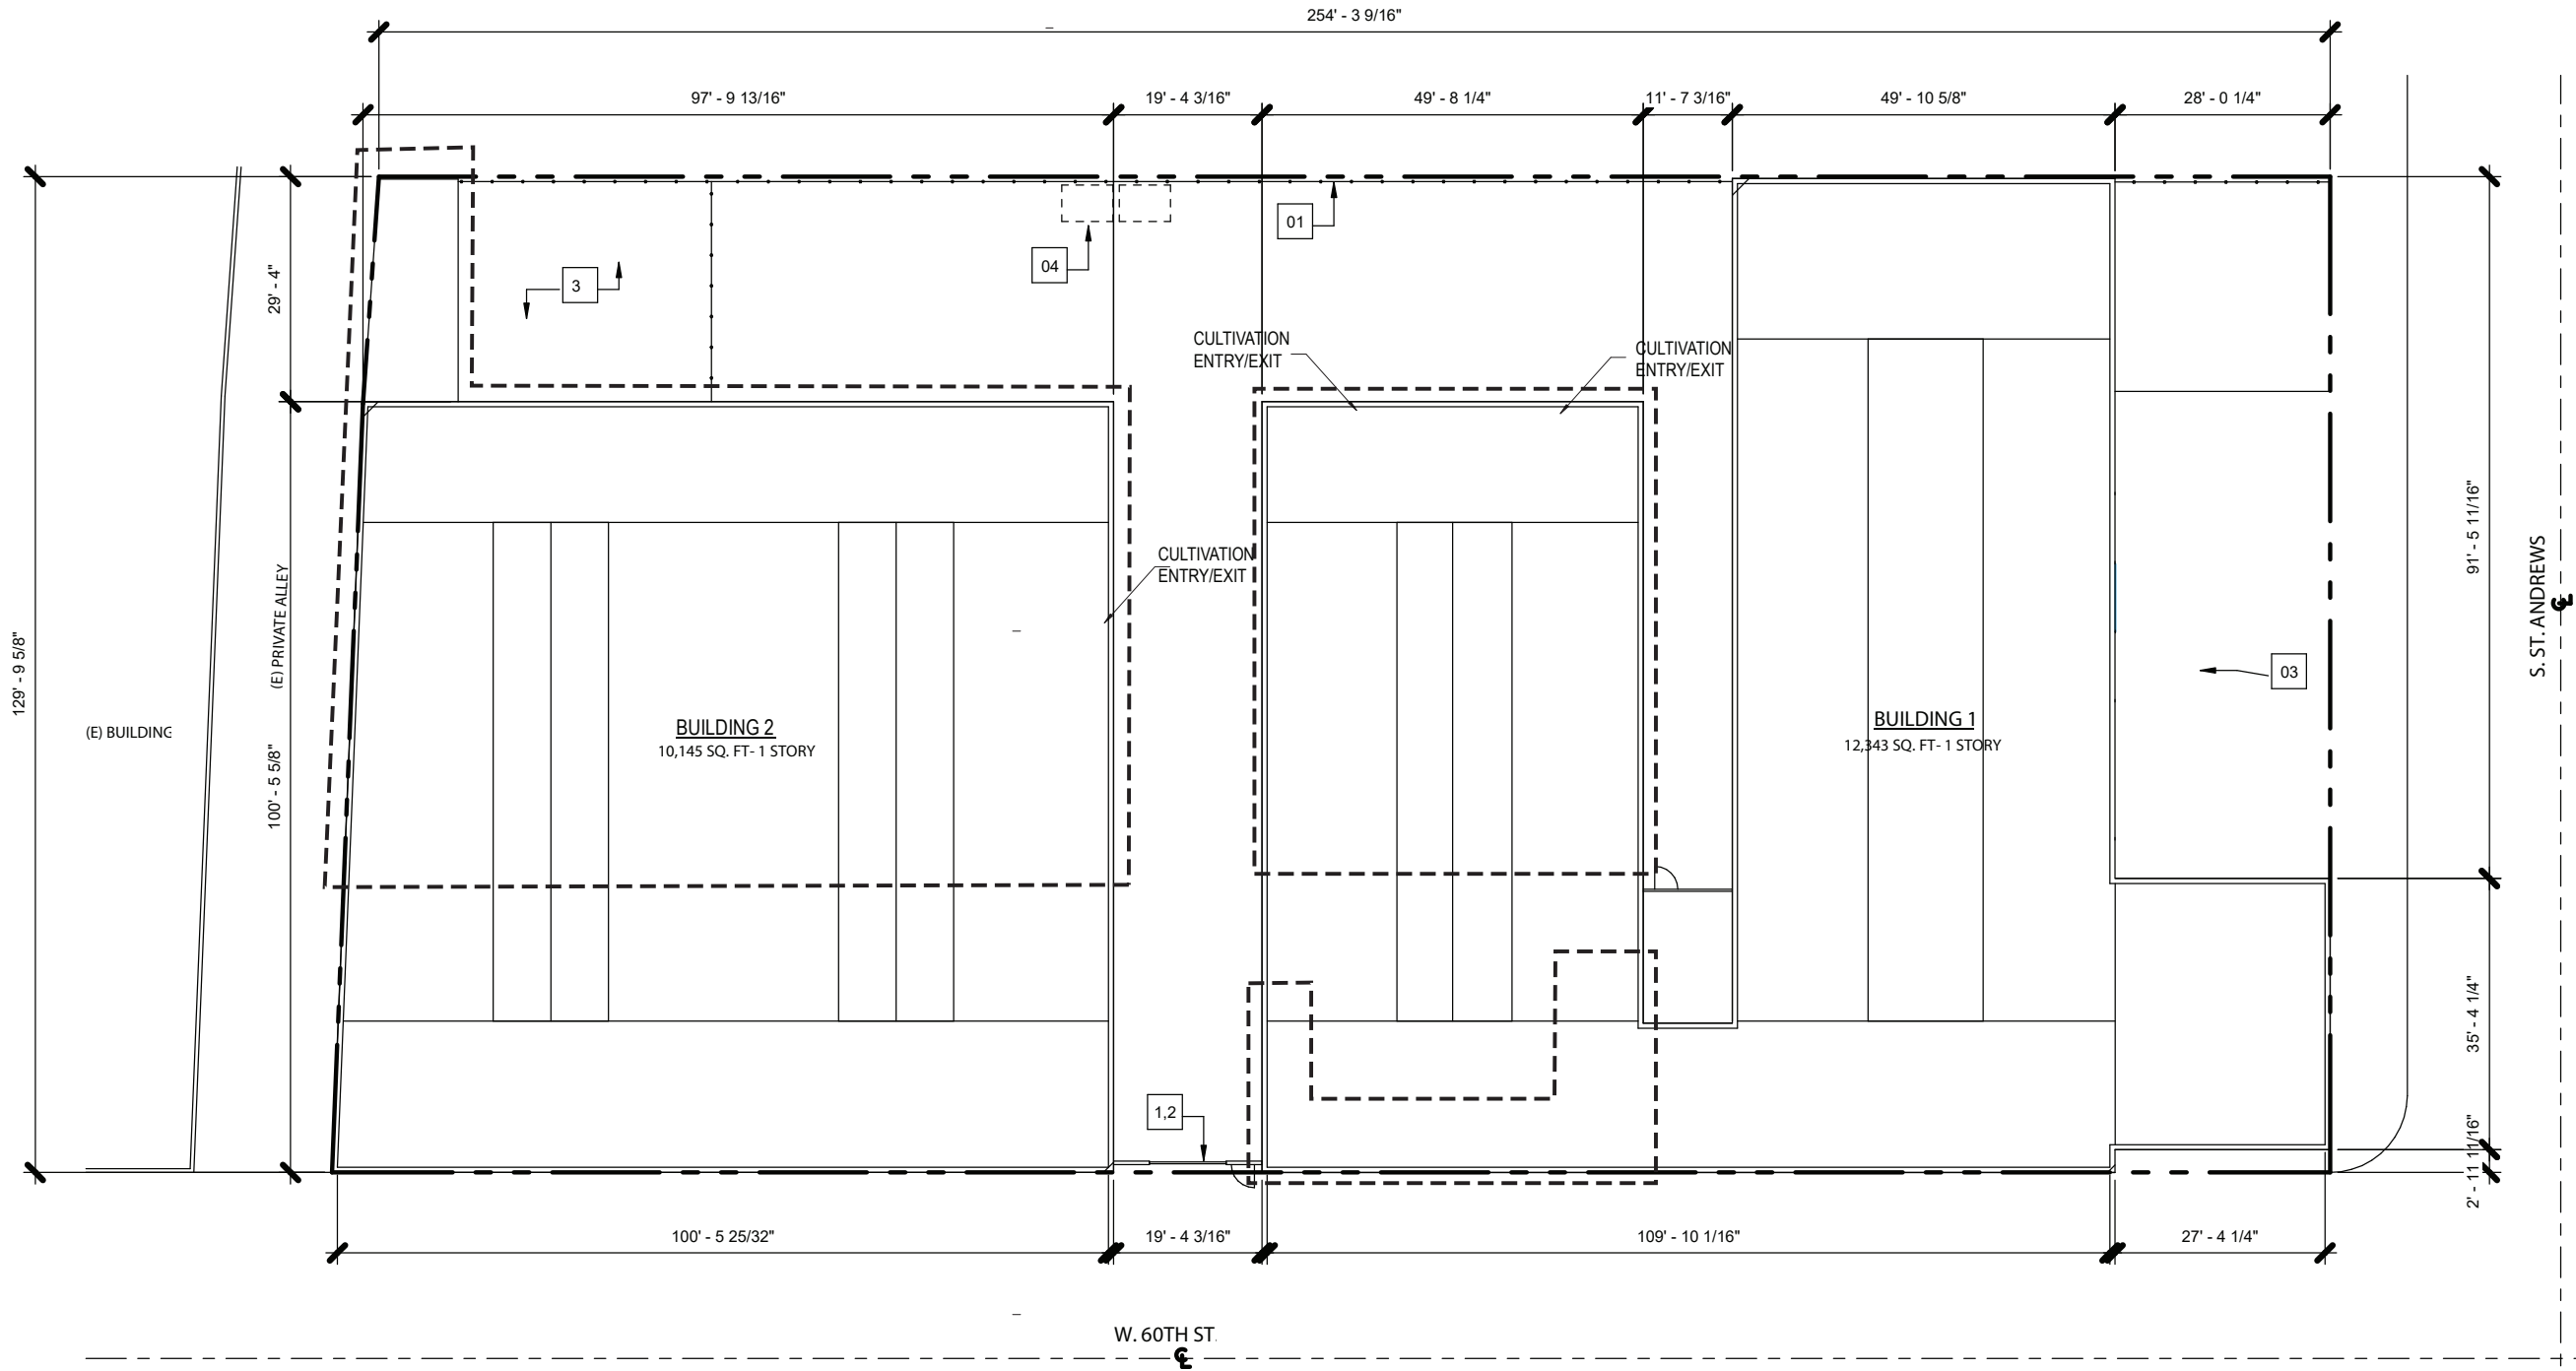 254' - 3 9/16"
97' - 9 13/16"
19' - 4 3/16"
49' - 8 1/4"
11' - 7 3/16"
49' - 10 5/8"
28' - 0 1/4"
01
04
3
29' - 4"
CULTIVATION
ENTRY/EXIT
CULTIVATION
ENTRY/EXIT
91' - 5 11/16"
S. ST. ANDREWS
CULTIVATION
ENTRY/EXIT
(E) PRIVATE ALLEY
129' - 9 5/8"
03
(E) BUILDING
BUILDING 2
10,145 SQ. FT- 1 STORY
BUILDING 1
12,343 SQ. FT- 1 STORY
100' - 5 5/8"
35' - 4 1/4"
1,2
2' - 11 11/16"
100' - 5 25/32"
19' - 4 3/16"
109' - 10 1/16"
27' - 4 1/4"
W. 60TH ST.